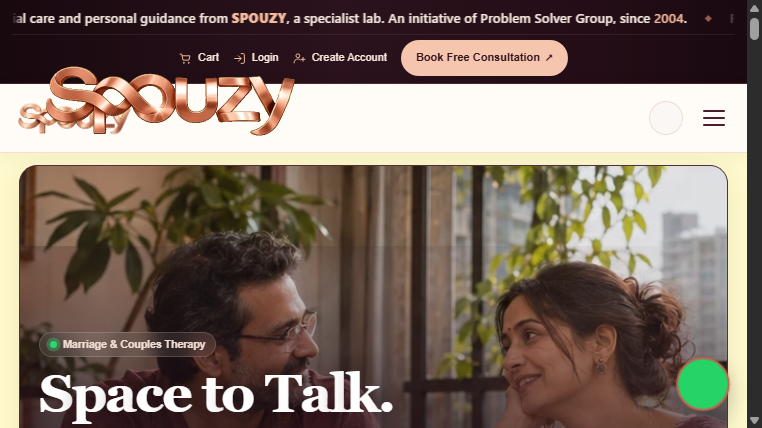 al care and personal guidance from SPOUZY, a specialist lab. An initiative of Problem Solver Group, since 2004.
Cart
Login
Create Account
Book Free Consultation ↗
Spouzy
Spouzy
Marriage & Couples Therapy
Space to Talk.